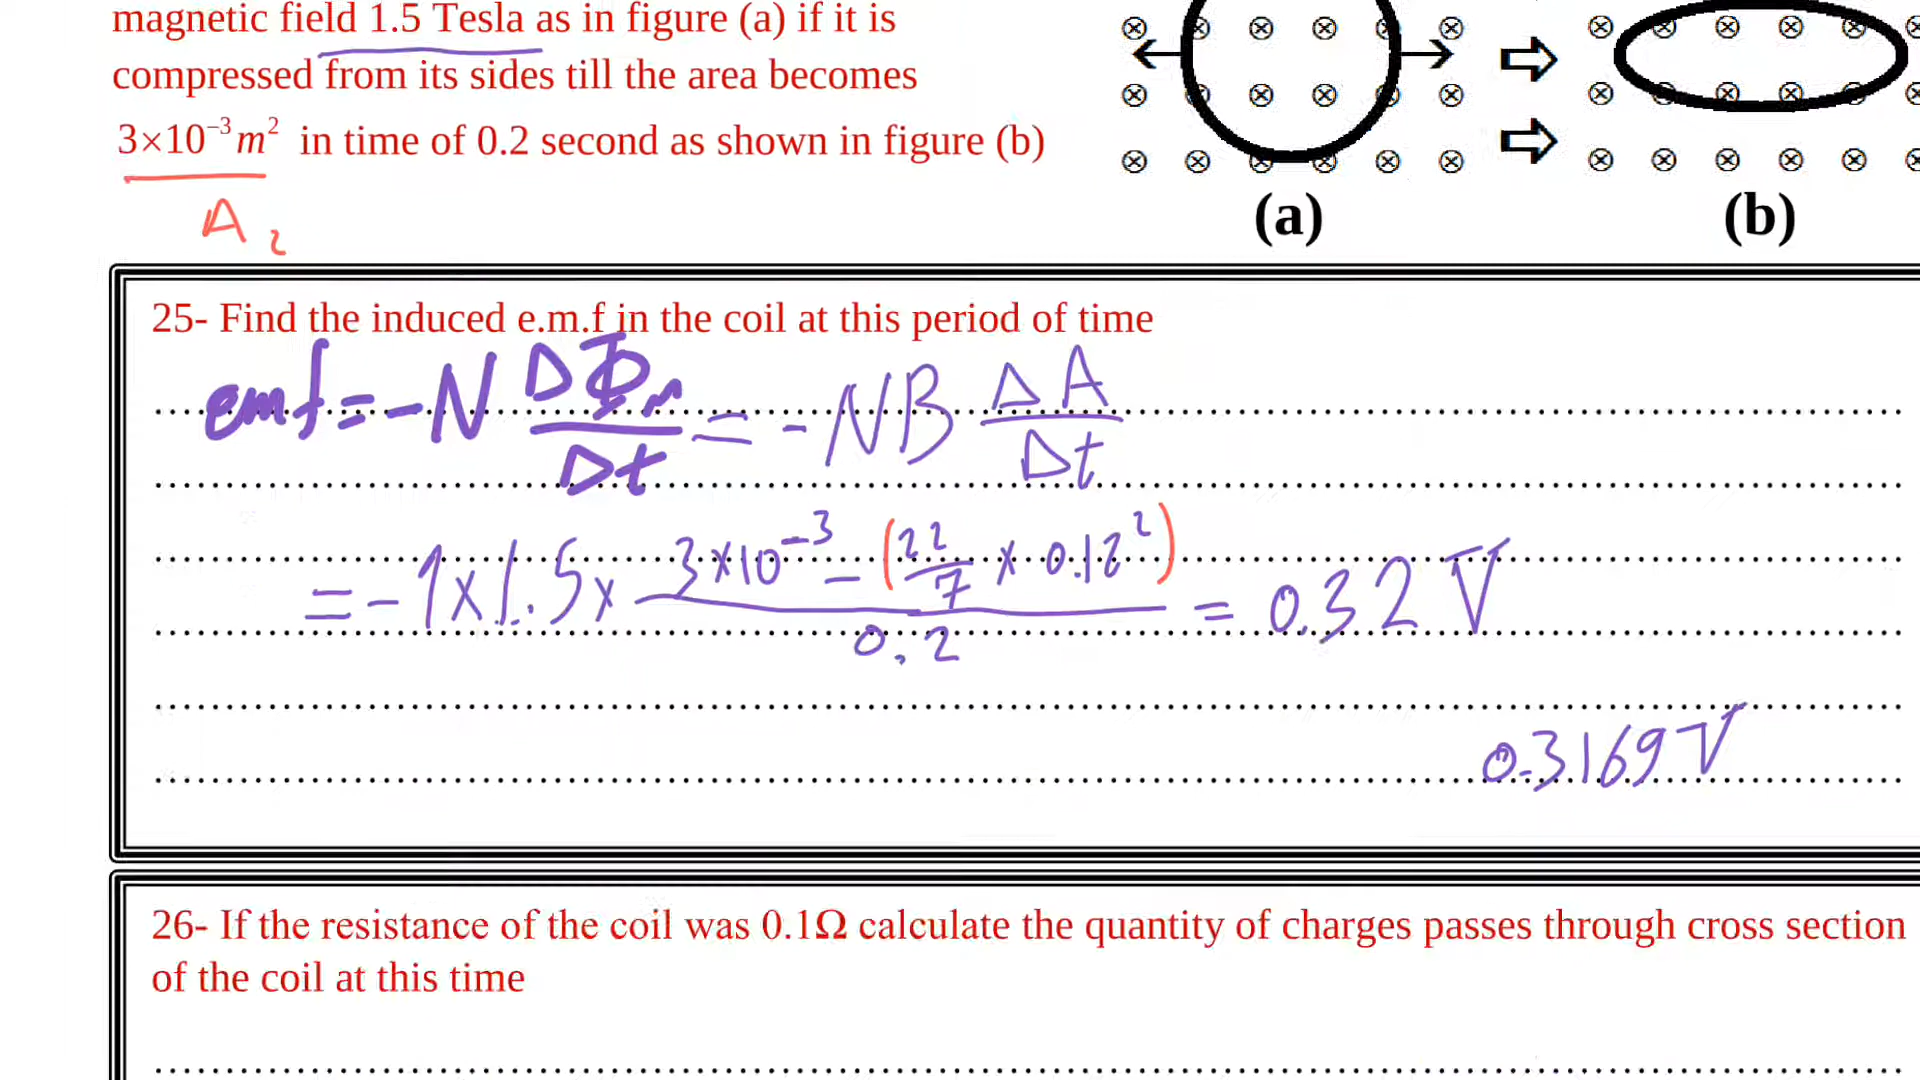 magnetic field 1.5 Tesla as in figure (a) if it is
compressed from its sides till the area becomes
3×10⁻³ m² in time of 0.2 second as shown in figure (b)
A₂
(a)
(b)
25- Find the induced e.m.f in the coil at this period of time
emf = -N ΔΦm/Δt = -NB ΔA/Δt
= -1 × 1.5 × (3×10⁻³ - (22/7 × 0.12²))/0.2 = 0.32 V
0.3169 V
26- If the resistance of the coil was 0.1Ω calculate the quantity of charges passes through cross section
of the coil at this time